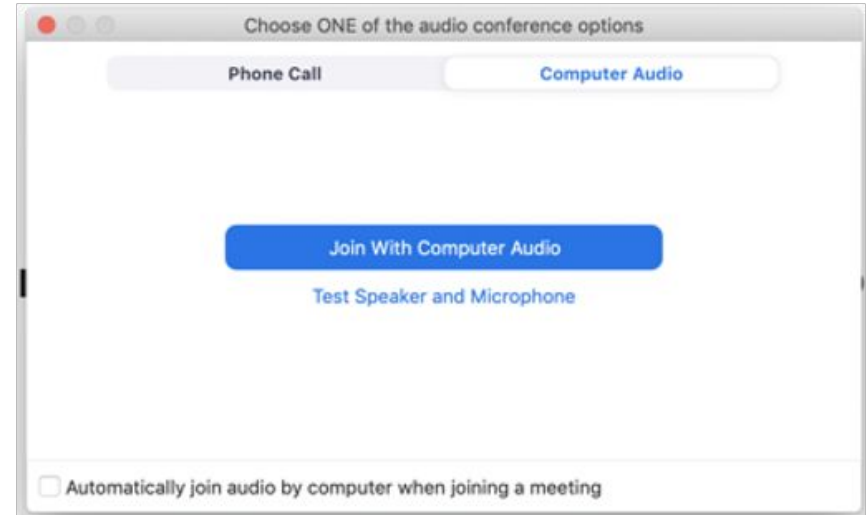 Choose ONE of the audio conference options
Phone Call Computer Audio
Join With Computer Audio
Test Speaker and Microphone
Automatically join audio by computer when joining a meeting